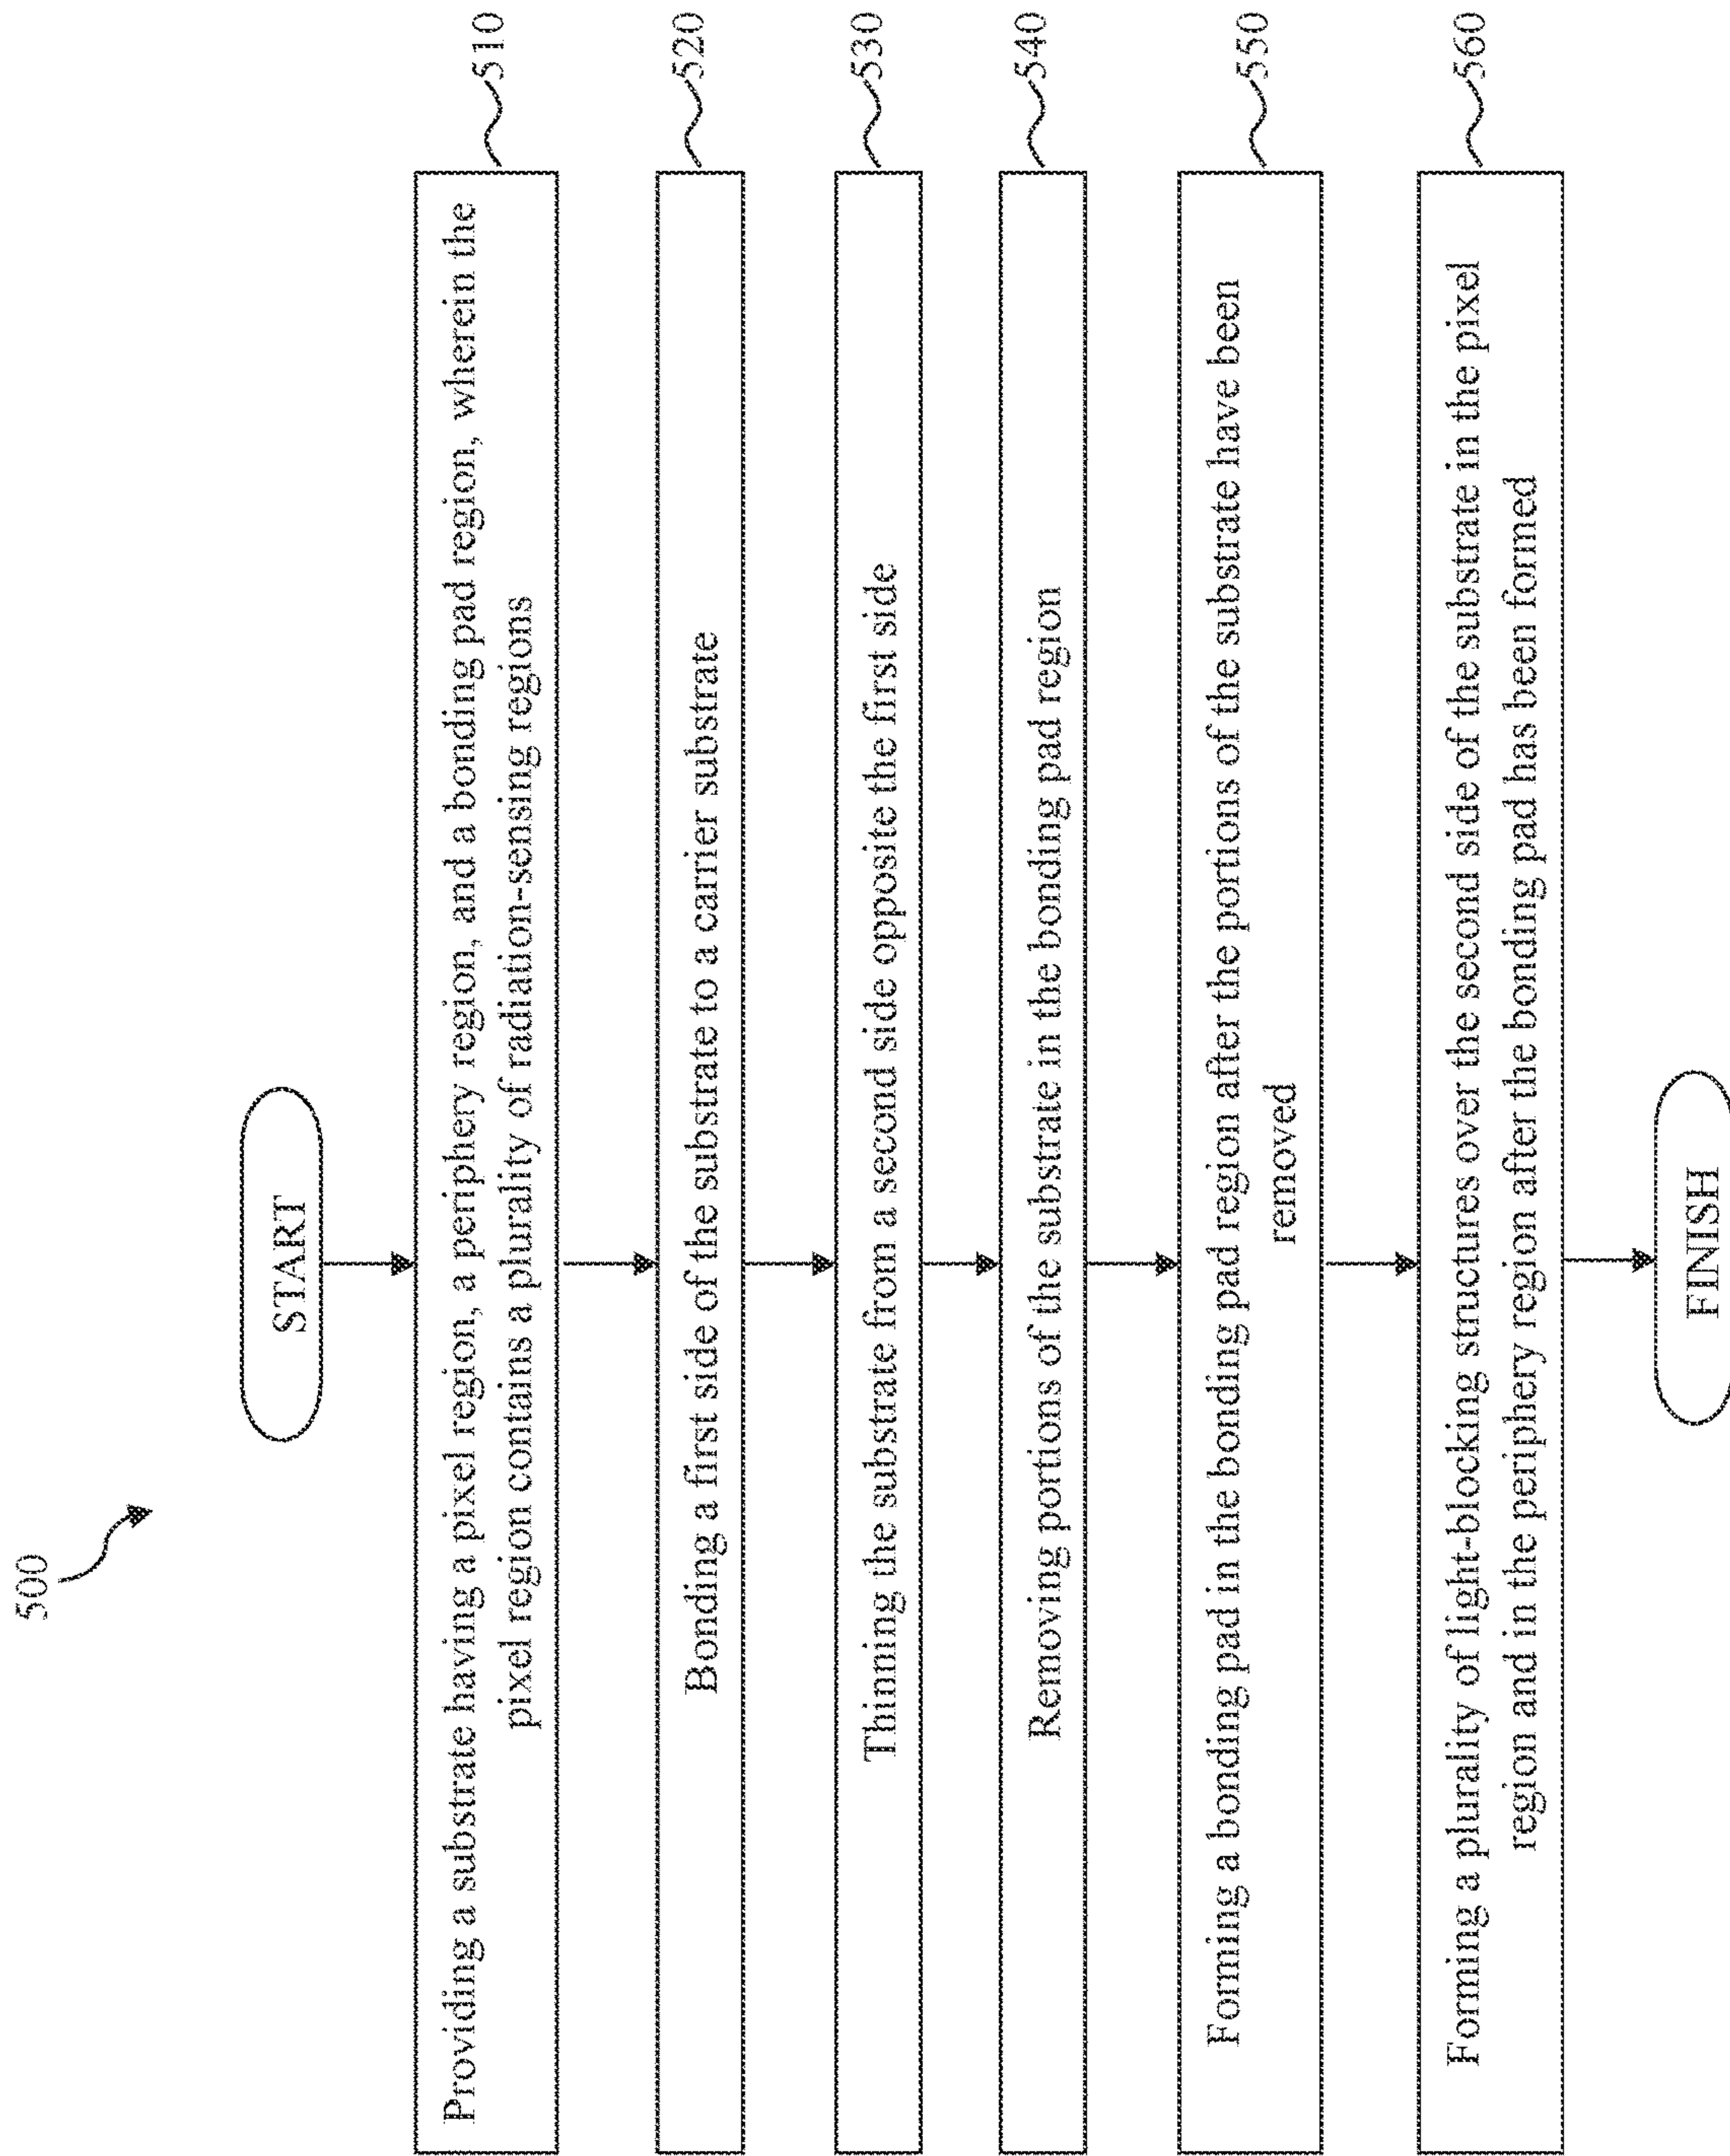 500
START
Providing a substrate having a pixel region, a periphery region, and a bonding pad region, wherein the
pixel region contains a plurality of radiation-sensing regions
510
Bonding a first side of the substrate to a carrier substrate
520
Thinning the substrate from a second side opposite the first side
530
Removing portions of the substrate in the bonding pad region
540
Forming a bonding pad in the bonding pad region after the portions of the substrate have been
removed
550
Forming a plurality of light-blocking structures over the second side of the substrate in the pixel
region and in the periphery region after the bonding pad has been formed
560
FINISH